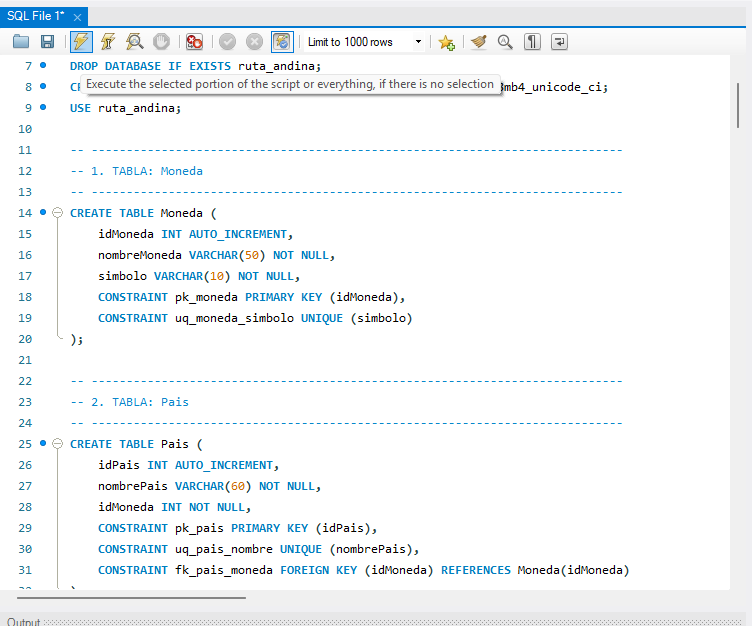 SQL File 1*
Limit to 1000 rows
7 DROP DATABASE IF EXISTS ruta_andina;
Execute the selected portion of the script or everything, if there is no selection
8 mb4_unicode_ci;
9 USE ruta_andina;
10
11 -- ----------------------------------------------------------------------------
12 -- 1. TABLA: Moneda
13 -- ----------------------------------------------------------------------------
14 CREATE TABLE Moneda (
15 idMoneda INT AUTO_INCREMENT,
16 nombreMoneda VARCHAR(50) NOT NULL,
17 simbolo VARCHAR(10) NOT NULL,
18 CONSTRAINT pk_moneda PRIMARY KEY (idMoneda),
19 CONSTRAINT uq_moneda_simbolo UNIQUE (simbolo)
20 );
21
22 -- ----------------------------------------------------------------------------
23 -- 2. TABLA: Pais
24 -- ----------------------------------------------------------------------------
25 CREATE TABLE Pais (
26 idPais INT AUTO_INCREMENT,
27 nombrePais VARCHAR(60) NOT NULL,
28 idMoneda INT NOT NULL,
29 CONSTRAINT pk_pais PRIMARY KEY (idPais),
30 CONSTRAINT uq_pais_nombre UNIQUE (nombrePais),
31 CONSTRAINT fk_pais_moneda FOREIGN KEY (idMoneda) REFERENCES Moneda(idMoneda)
Output